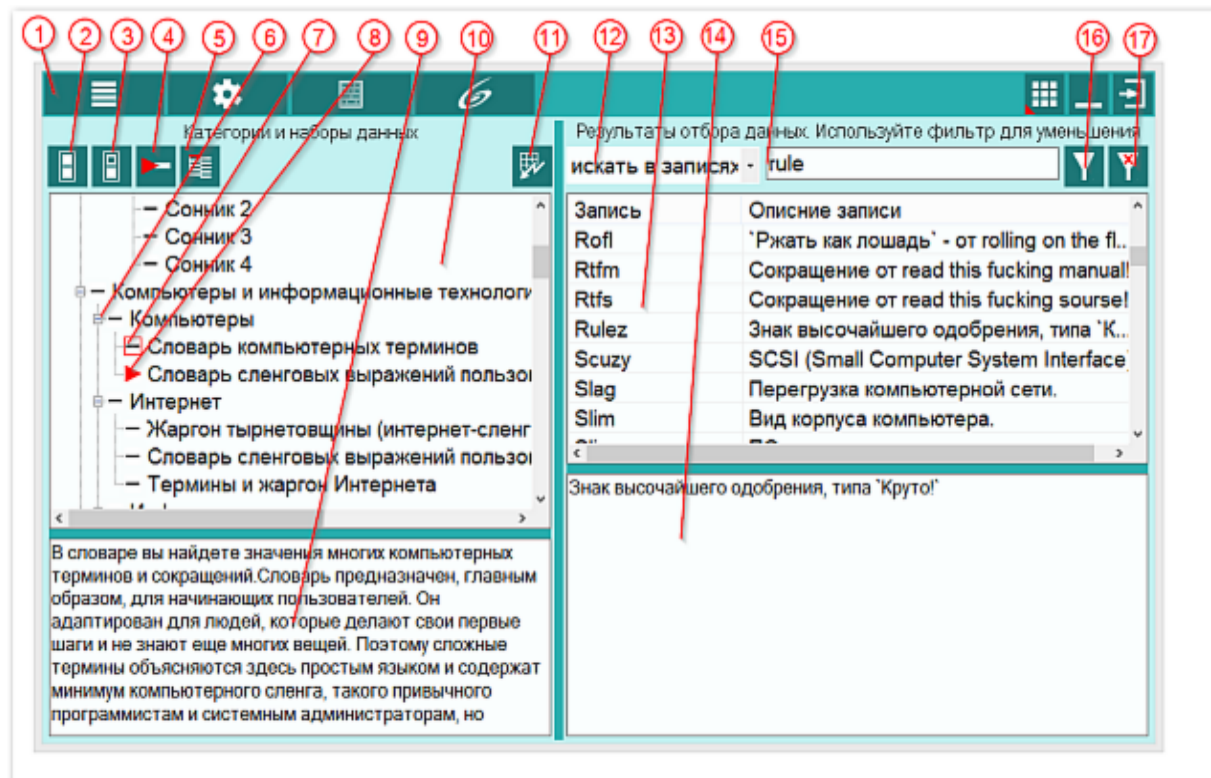 1 2 3 4 5 6 7 8 9 10 11 12 13 14 15 16 17
Категории и наборы данных
Сонник 2
Сонник 3
Сонник 4
Компьютеры и информационные технологи
Компьютеры
Словарь компьютерных терминов
Словарь сленговых выражений пользо
Интернет
Жаргон тырнетовщины (интернет-сленг
Словарь сленговых выражений пользо
Термины и жаргон Интернета
В словаре вы найдете значения многих компьютерных
терминов и сокращений.Словарь предназначен, главным
образом, для начинающих пользователей. Он
адаптирован для людей, которые делают свои первые
шаги и не знают еще многих вещей. Поэтому сложные
термины объясняются здесь простым языком и содержат
минимум компьютерного сленга, такого привычного
программистам и системным администраторам, но
Результаты отбора данных. Используйте фильтр для уменьшения
искать в записях rule
Запись Описние записи
Rofl `Ржать как лошадь` - от rolling on the fl..
Rtfm Сокращение от read this fucking manual!
Rtfs Сокращение от read this fucking sourse!
Rulez Знак высочайшего одобрения, типа `К...
Scuzy SCSI (Small Computer System Interface)
Slag Перегрузка компьютерной сети.
Slim Вид корпуса компьютера.
Знак высочайшего одобрения, типа `Круто!`